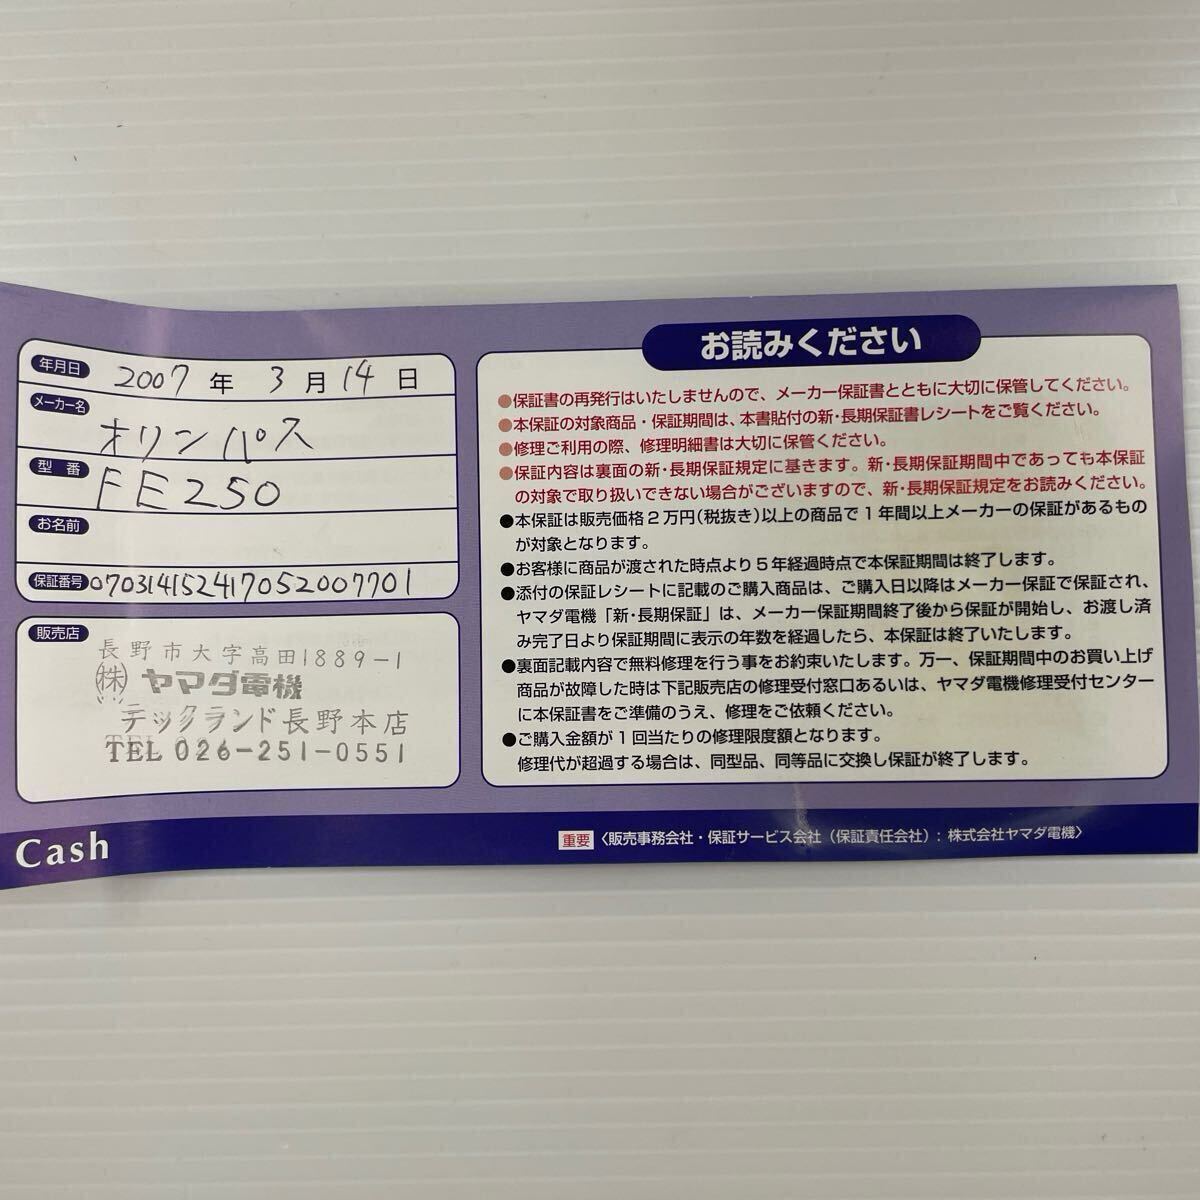 年月日 2007 年 3 月 14 日
メーカー名 オリンパス
型番 FE250
お名前
保証番号 07031415241705200７701
販売店
長野市大字高田1889-1
㈱ ヤマダ電機
テックランド長野本店
TEL 026-251-0551
お読みください
●保証書の再発行はいたしませんので、メーカー保証書とともに大切に保管してください。
●本保証の対象商品・保証期間は、本書貼付の新・長期保証書レシートをご覧ください。
●修理ご利用の際、修理明細書は大切に保管ください。
●保証内容は裏面の新・長期保証規定に基きます。新・長期保証期間中であっても本保証
の対象で取り扱いできない場合がございますので、新・長期保証規定をお読みください。
●本保証は販売価格2万円(税抜き)以上の商品で1年間以上メーカーの保証があるもの
が対象となります。
●お客様に商品が渡された時点より5年経過時点で本保証期間は終了します。
●添付の保証レシートに記載のご購入商品は、ご購入日以降はメーカー保証で保証され、
ヤマダ電機「新・長期保証」は、メーカー保証期間終了後から保証が開始し、お渡し済
み完了日より保証期間に表示の年数を経過したら、本保証は終了いたします。
●裏面記載内容で無料修理を行う事をお約束いたします。万一、保証期間中のお買い上げ
商品が故障した時は下記販売店の修理受付窓口あるいは、ヤマダ電機修理受付センター
に本保証書をご準備のうえ、修理をご依頼ください。
●ご購入金額が1回当たりの修理限度額となります。
修理代が超過する場合は、同型品、同等品に交換し保証が終了します。
Cash
重要 〈販売事務会社・保証サービス会社（保証責任会社）: 株式会社ヤマダ電機〉